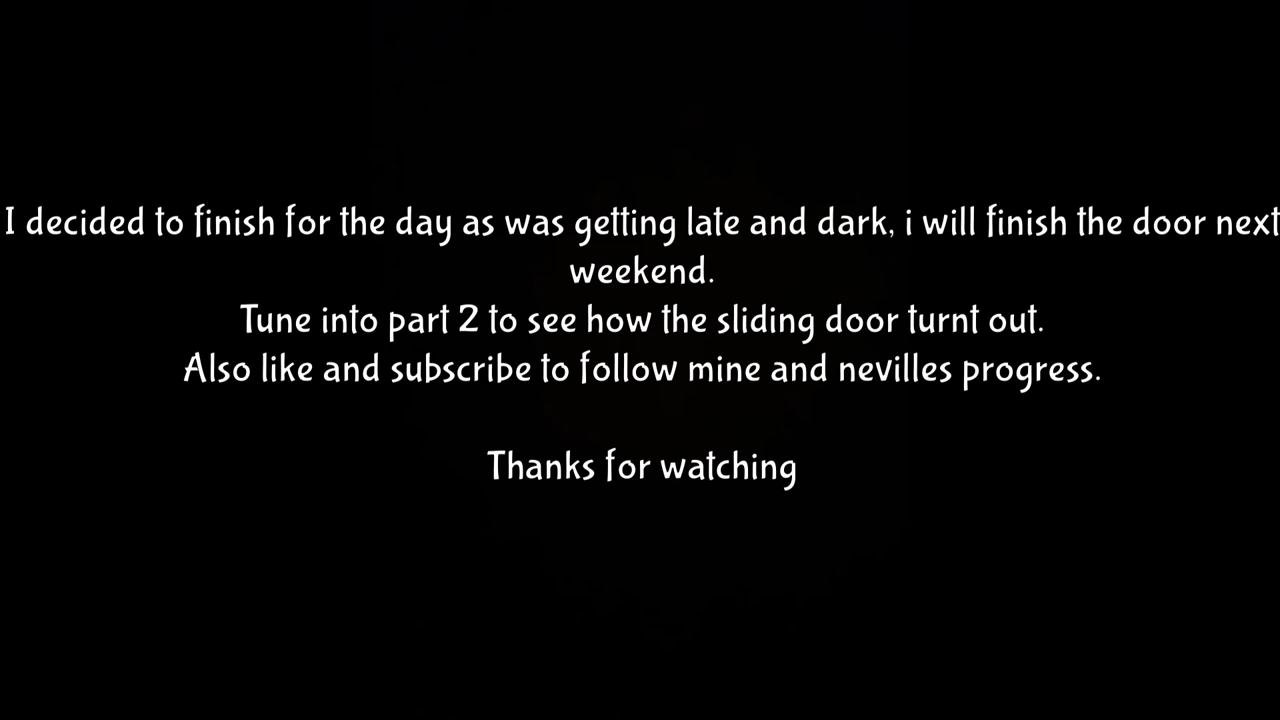 I decided to finish for the day as was getting late and dark, i will finish the door next
weekend.
Tune into part 2 to see how the sliding door turnt out.
Also like and subscribe to follow mine and nevilles progress.
Thanks for watching